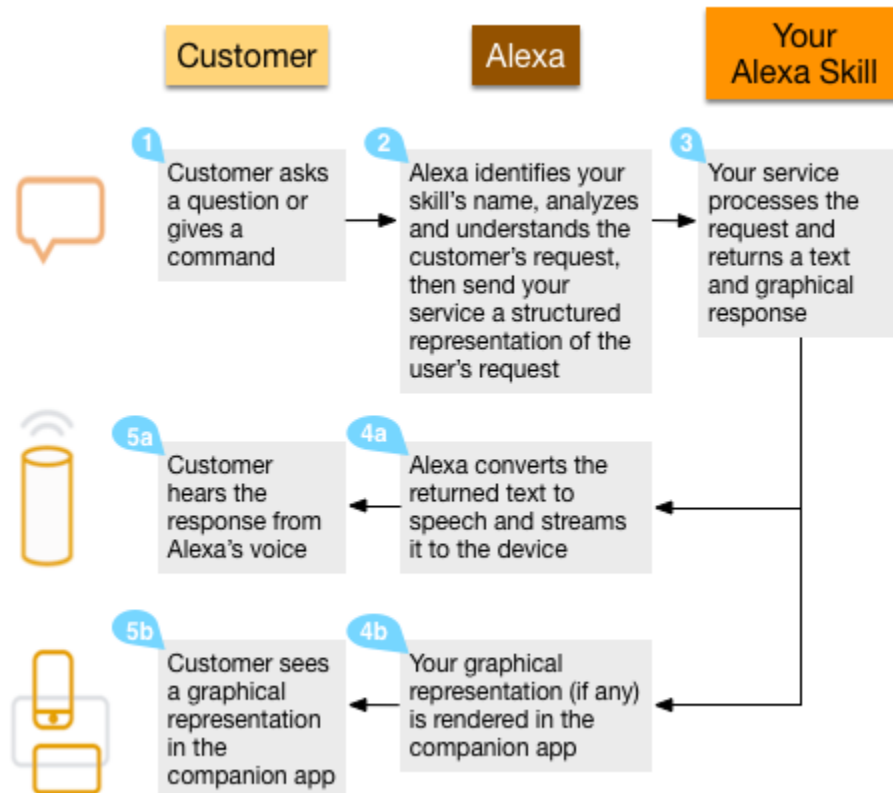 Customer
Alexa
Your
Alexa Skill
1
Customer asks
a question or
gives a
command
2
Alexa identifies your
skill's name, analyzes
and understands the
customer's request,
then send your
service a structured
representation of the
user's request
3
Your service
processes the
request and
returns a text
and graphical
response
5a
Customer
hears the
response from
Alexa's voice
4a
Alexa converts the
returned text to
speech and streams
it to the device
5b
Customer sees
a graphical
representation
in the
companion app
4b
Your graphical
representation (if any)
is rendered in the
companion app